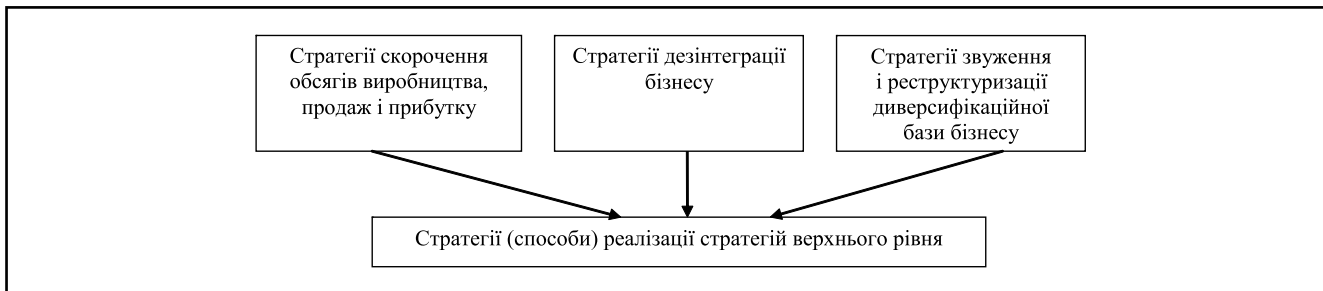 Стратегії скорочення
обсягів виробництва,
продаж і прибутку
Стратегії дезінтеграції
бізнесу
Стратегії звуження
і реструктуризації
диверсифікаційної
бази бізнесу
Стратегії (способи) реалізації стратегій верхнього рівня